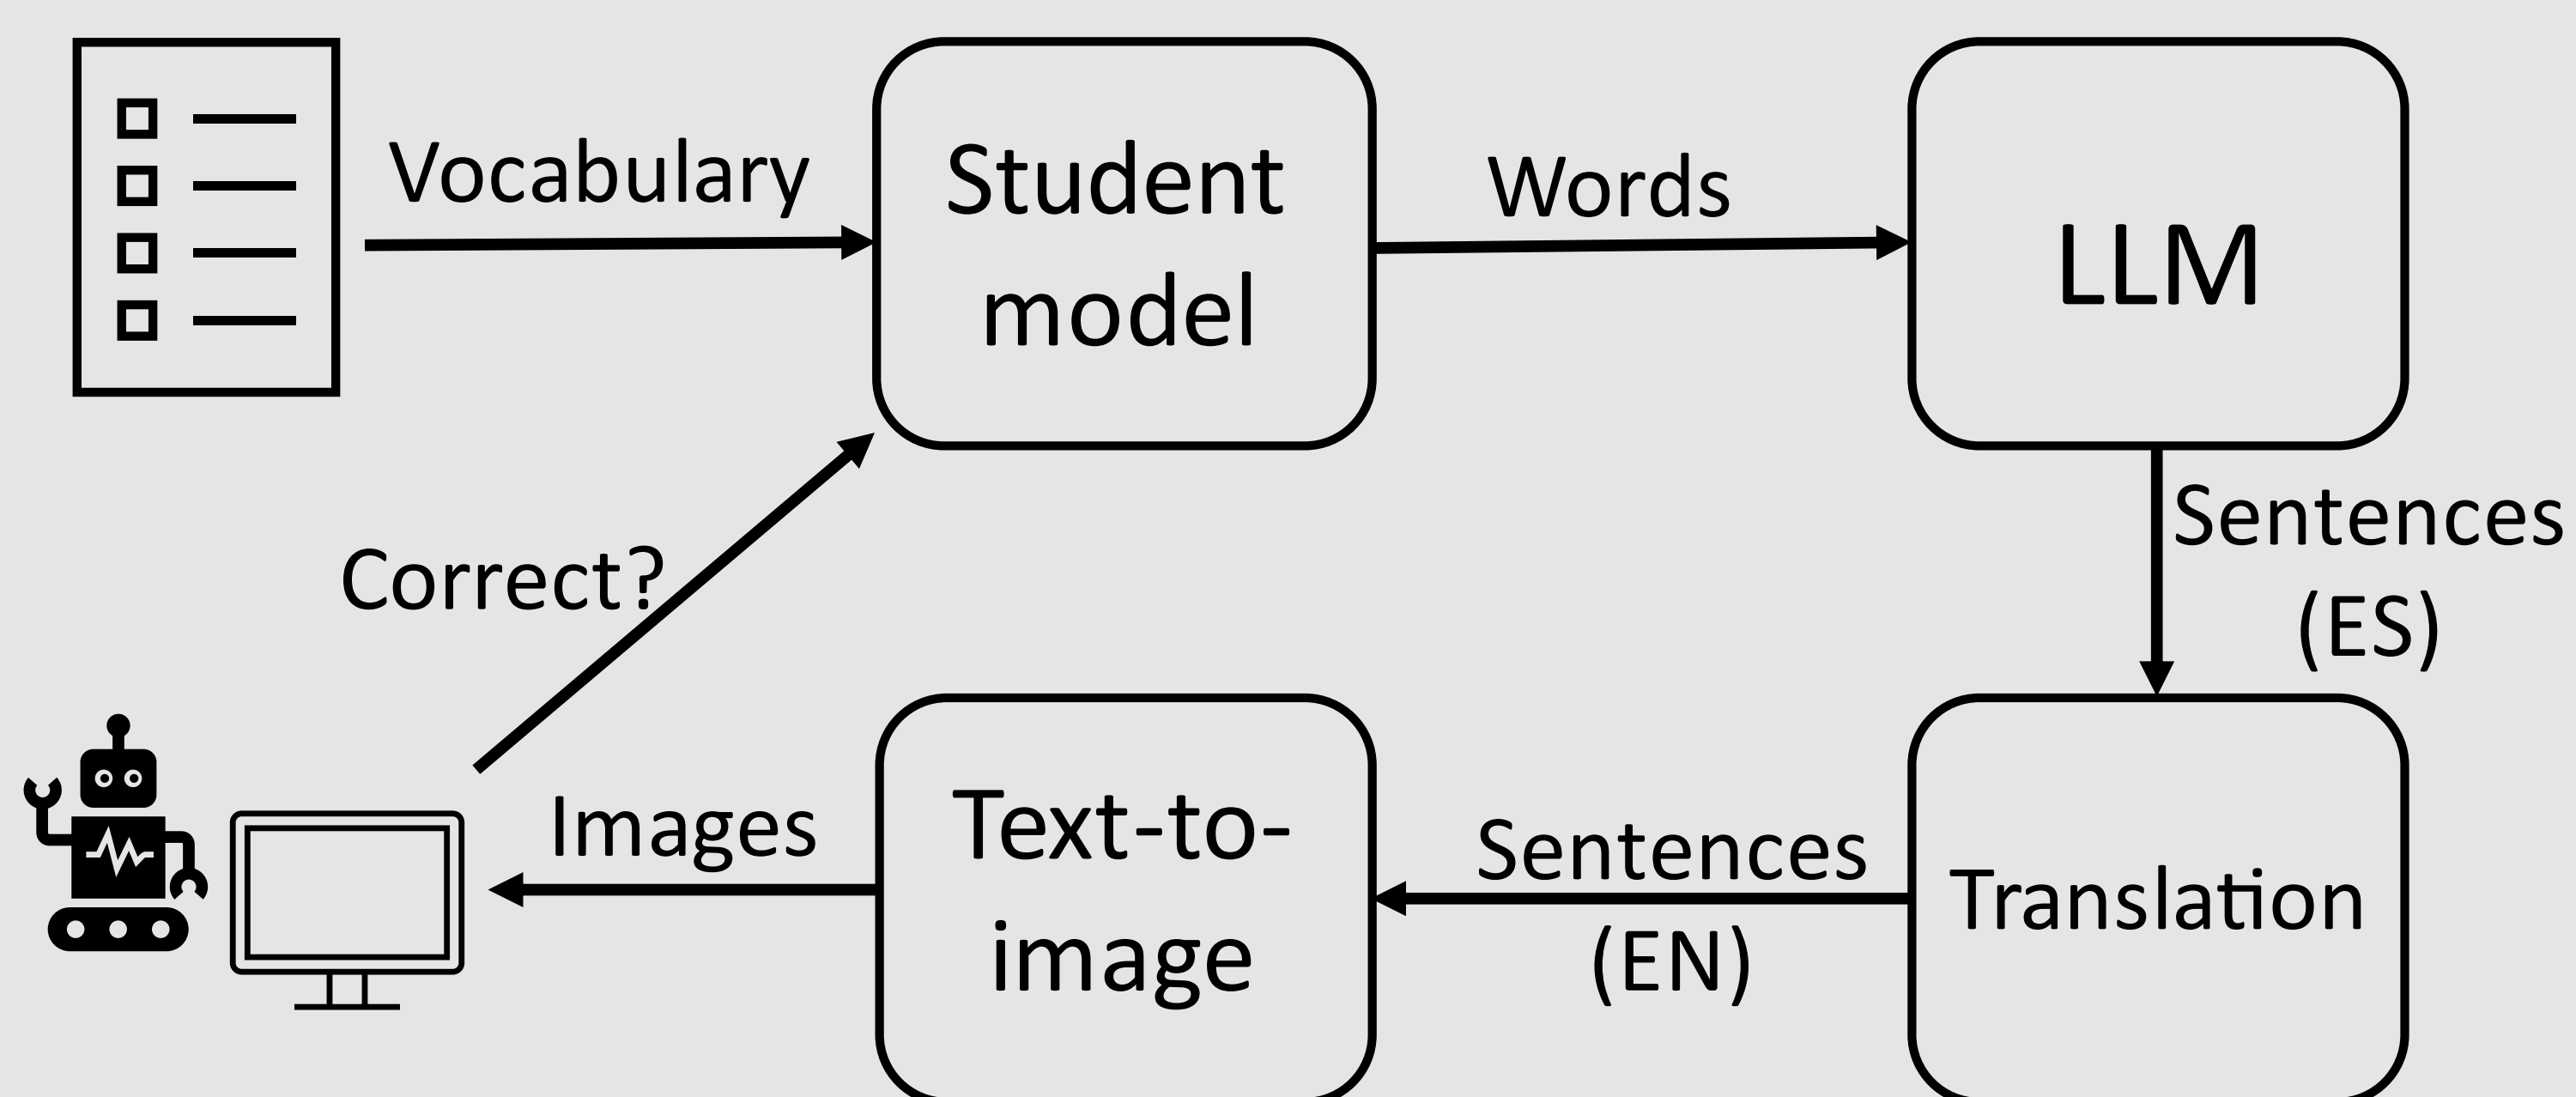 Vocabulary
Student
model
Words
LLM
Sentences
(ES)
Correct?
Images
Text-to-
image
Sentences
(EN)
Translation